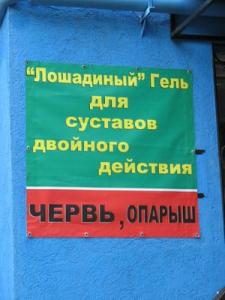 "Лошадиный" Гель
для
суставов
двойного
действия
ЧЕРВЬ, ОПАРЫШ